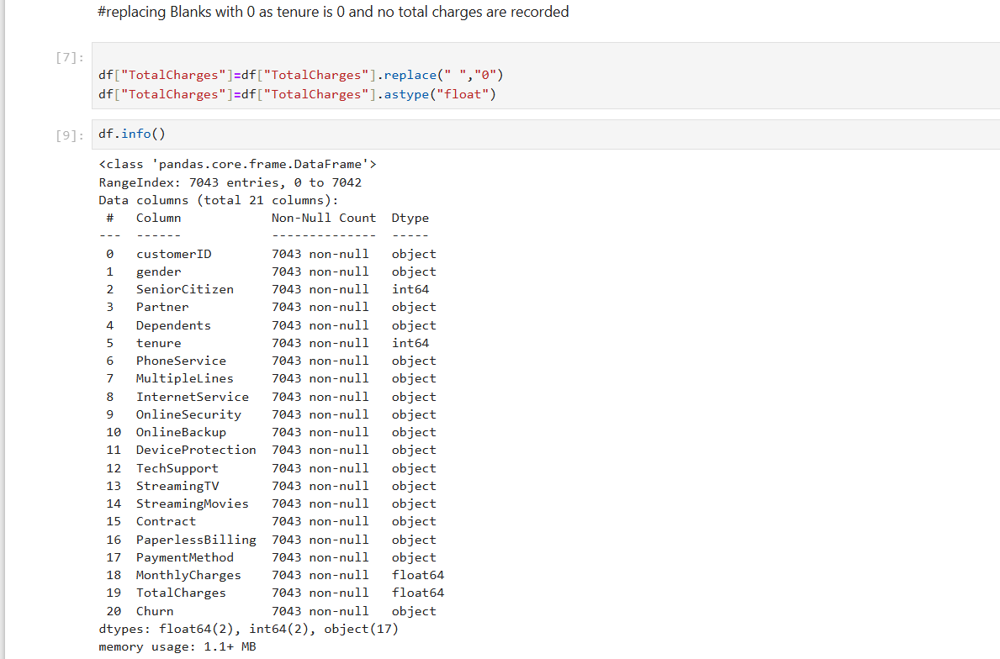 #replacing Blanks with 0 as tenure is 0 and no total charges are recorded
[7]:
df["TotalCharges"]=df["TotalCharges"].replace(" ","0")
df["TotalCharges"]=df["TotalCharges"].astype("float")
[9]: df.info()
<class 'pandas.core.frame.DataFrame'>
RangeIndex: 7043 entries, 0 to 7042
Data columns (total 21 columns):
 #   Column            Non-Null Count  Dtype
---  ------            --------------  -----
 0   customerID        7043 non-null   object
 1   gender            7043 non-null   object
 2   SeniorCitizen     7043 non-null   int64
 3   Partner           7043 non-null   object
 4   Dependents        7043 non-null   object
 5   tenure            7043 non-null   int64
 6   PhoneService      7043 non-null   object
 7   MultipleLines     7043 non-null   object
 8   InternetService   7043 non-null   object
 9   OnlineSecurity    7043 non-null   object
 10  OnlineBackup      7043 non-null   object
 11  DeviceProtection  7043 non-null   object
 12  TechSupport       7043 non-null   object
 13  StreamingTV       7043 non-null   object
 14  StreamingMovies   7043 non-null   object
 15  Contract          7043 non-null   object
 16  PaperlessBilling  7043 non-null   object
 17  PaymentMethod     7043 non-null   object
 18  MonthlyCharges    7043 non-null   float64
 19  TotalCharges      7043 non-null   float64
 20  Churn             7043 non-null   object
dtypes: float64(2), int64(2), object(17)
memory usage: 1.1+ MB